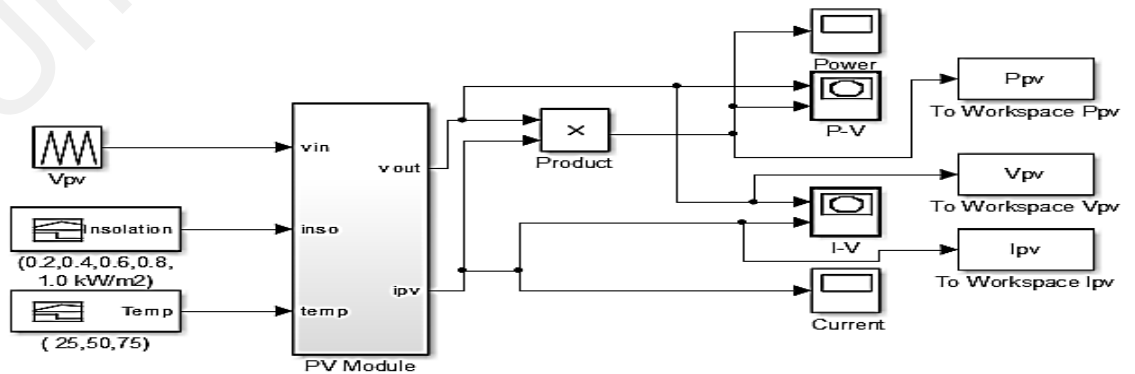 Un
Vpv
Insolation
(0.2,0.4,0.6,0.8,
1.0 kW/m2)
Temp
( 25,50,75)
vin
inso
temp
vout
ipv
PV Module
×
Product
Power
P-V
I-V
Current
Ppv
To Workspace Ppv
Vpv
To Workspace Vpv
Ipv
To Workspace Ipv